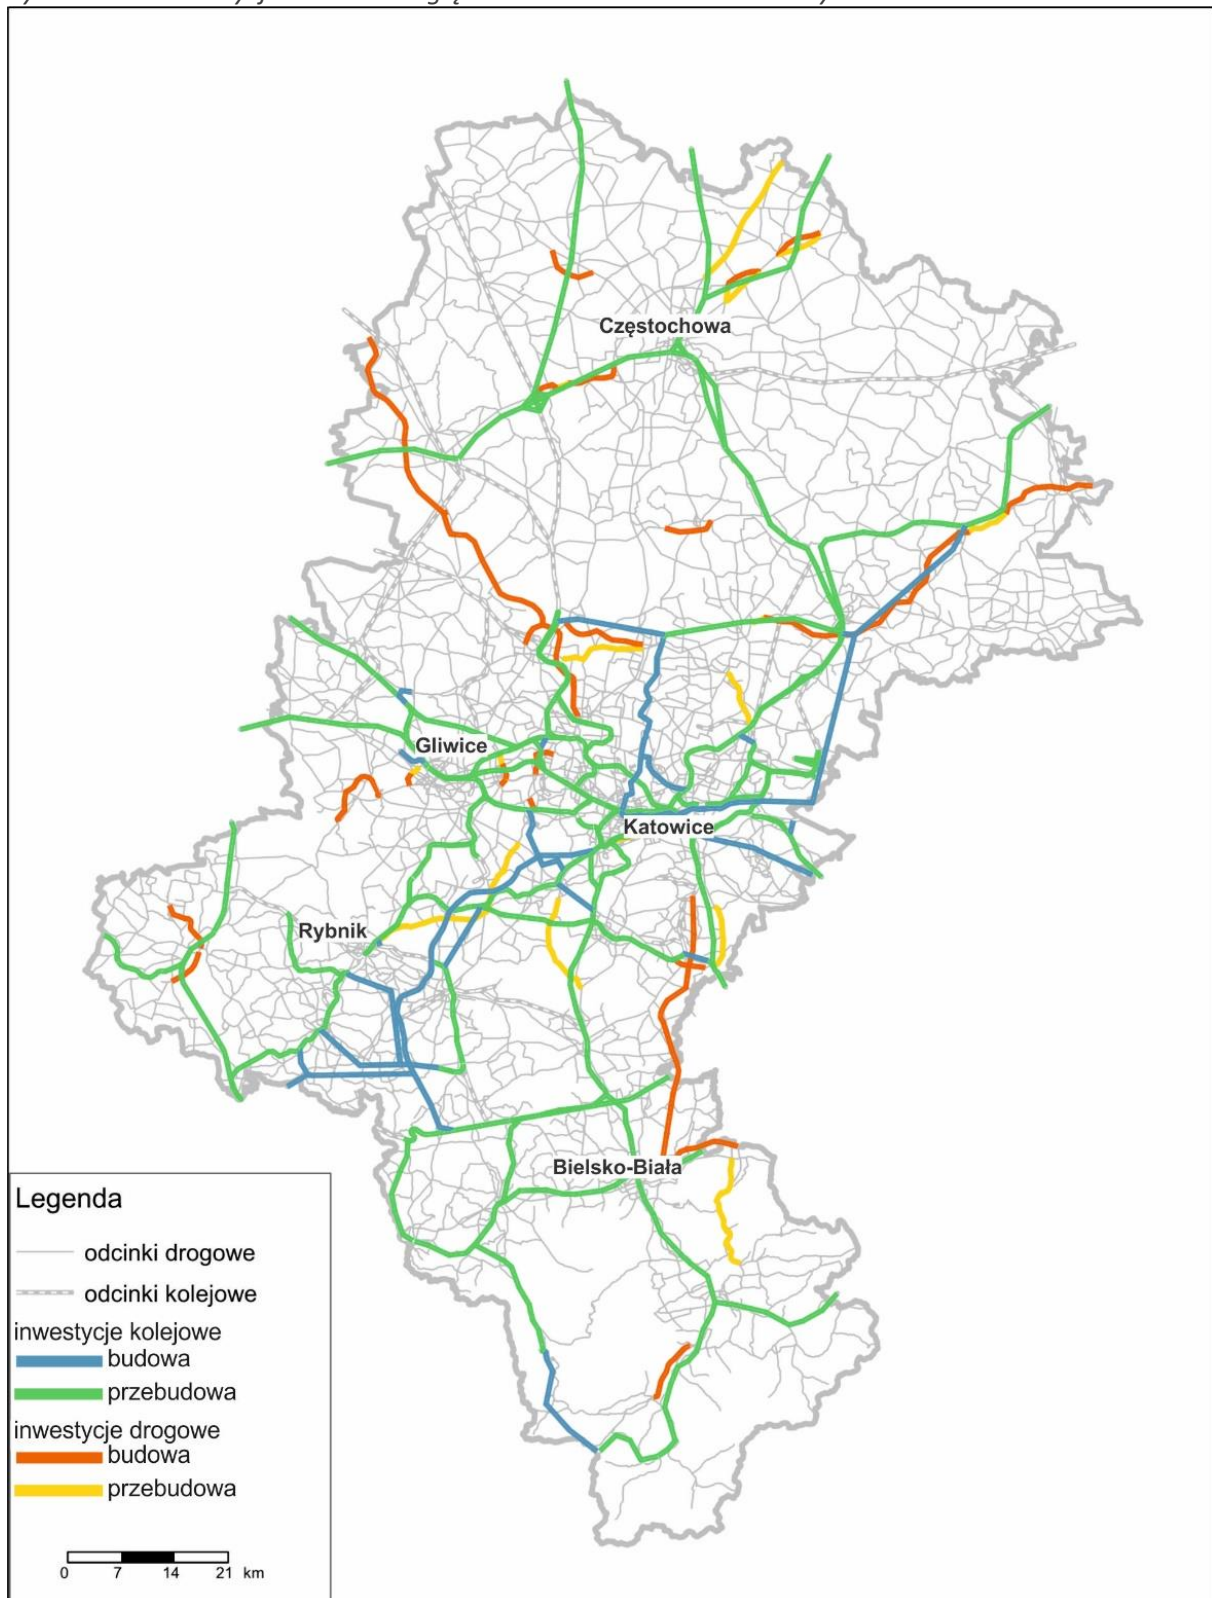 Częstochowa
Gliwice
Katowice
Rybnik
Bielsko-Biała
Legenda
odcinki drogowe
odcinki kolejowe
inwestycje kolejowe
budowa
przebudowa
inwestycje drogowe
budowa
przebudowa
0 7 14 21 km